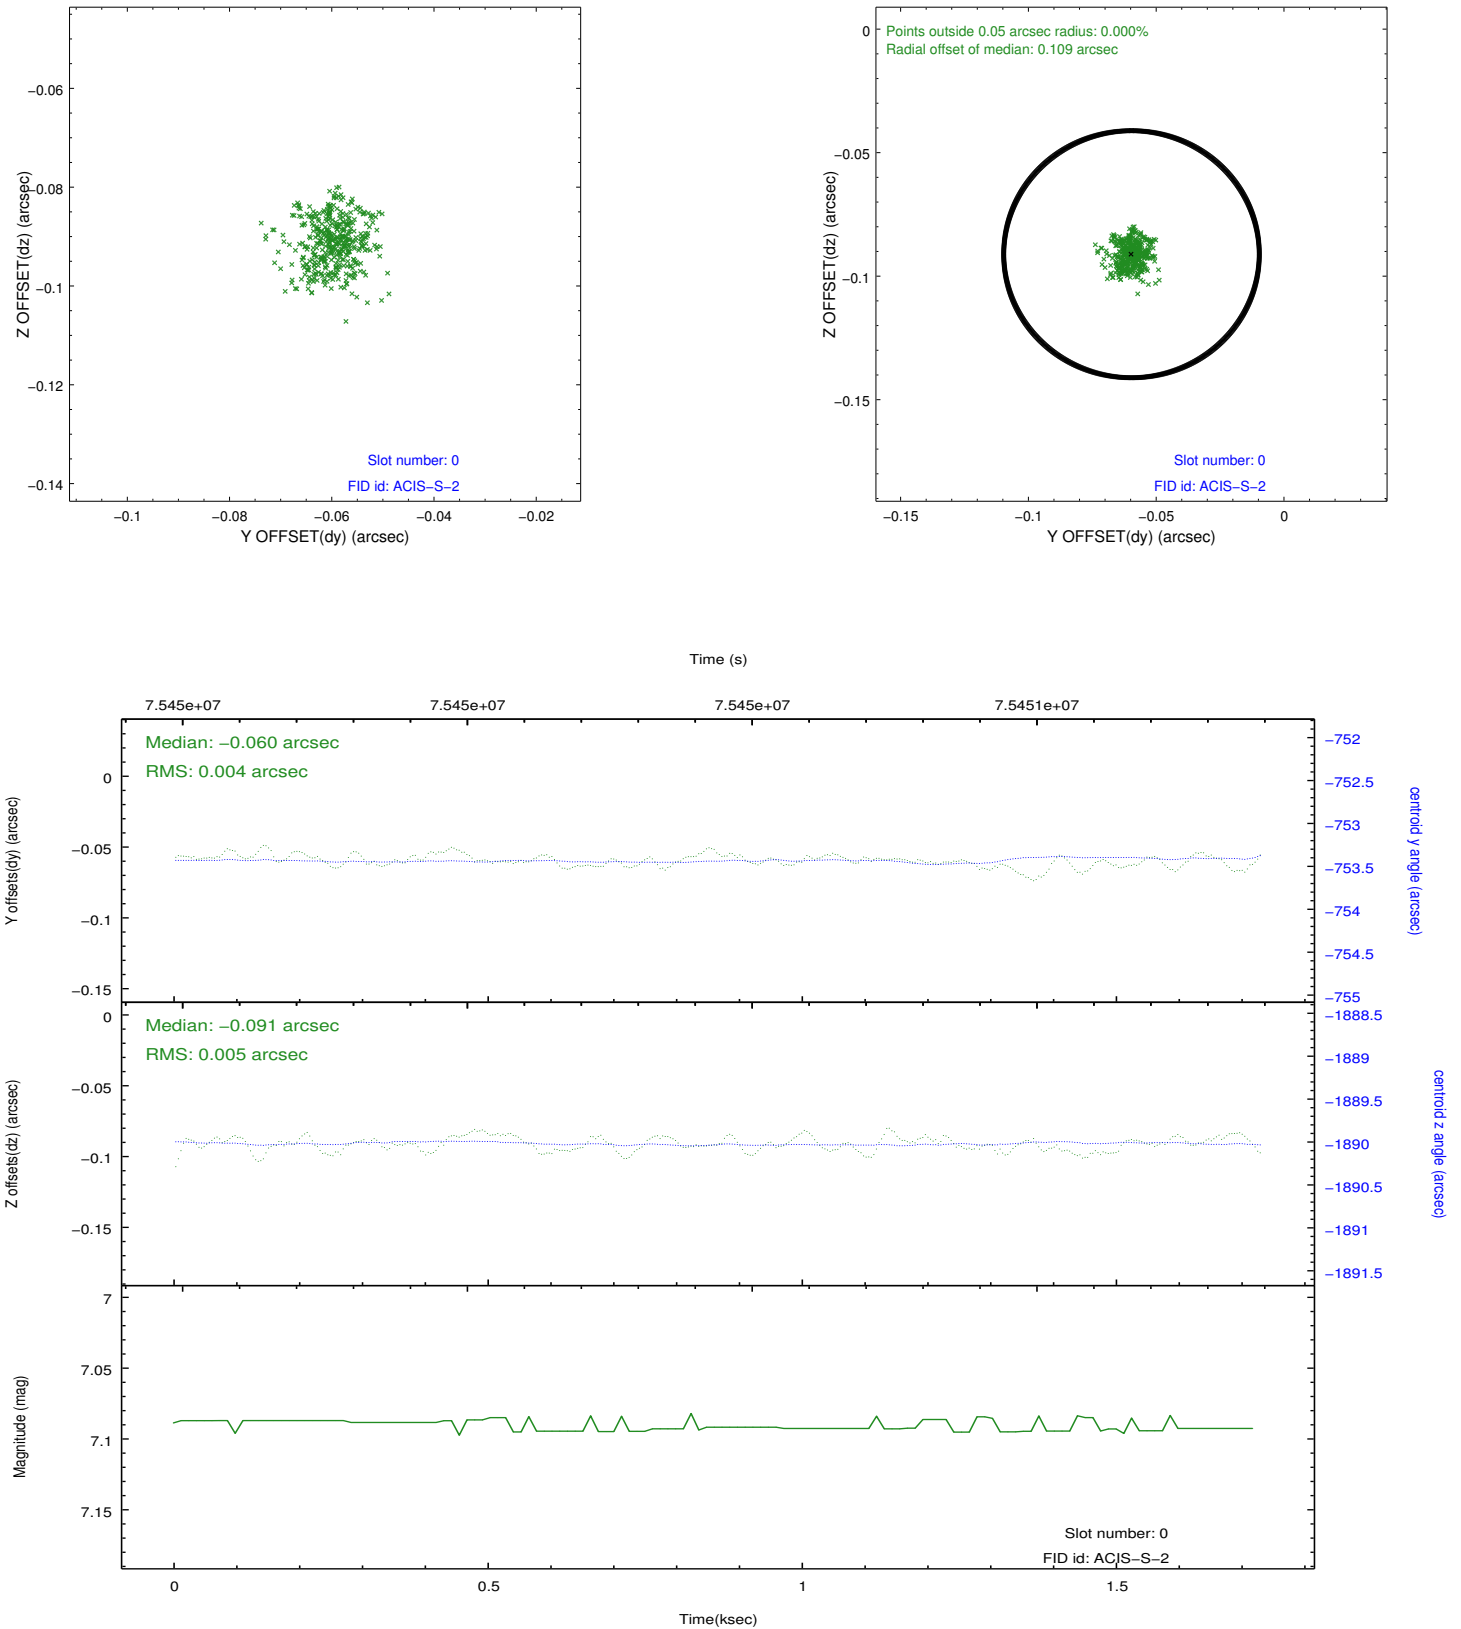 −0.06
−0.08
−0.1
−0.12
−0.14
Z OFFSET(dz) (arcsec)
Slot number: 0
FID id: ACIS−S−2
−0.1
−0.08
−0.06
−0.04
−0.02
Y OFFSET(dy) (arcsec)
Points outside 0.05 arcsec radius: 0.000%
Radial offset of median: 0.109 arcsec
0
−0.05
−0.1
−0.15
Z OFFSET(dz) (arcsec)
Slot number: 0
FID id: ACIS−S−2
−0.15
−0.1
−0.05
0
Y OFFSET(dy) (arcsec)
Time (s)
7.545e+07
7.545e+07
7.545e+07
7.5451e+07
Median: −0.060 arcsec
RMS: 0.004 arcsec
0
−0.05
−0.1
−0.15
Y offsets(dy) (arcsec)
−752
−752.5
−753
−753.5
−754
−754.5
−755
centroid y angle (arcsec)
Median: −0.091 arcsec
RMS: 0.005 arcsec
0
−0.05
−0.1
−0.15
Z offsets(dz) (arcsec)
−1888.5
−1889
−1889.5
−1890
−1890.5
−1891
−1891.5
centroid z angle (arcsec)
7
7.05
7.1
7.15
Magnitude (mag)
Slot number: 0
FID id: ACIS−S−2
0
0.5
1
1.5
Time(ksec)